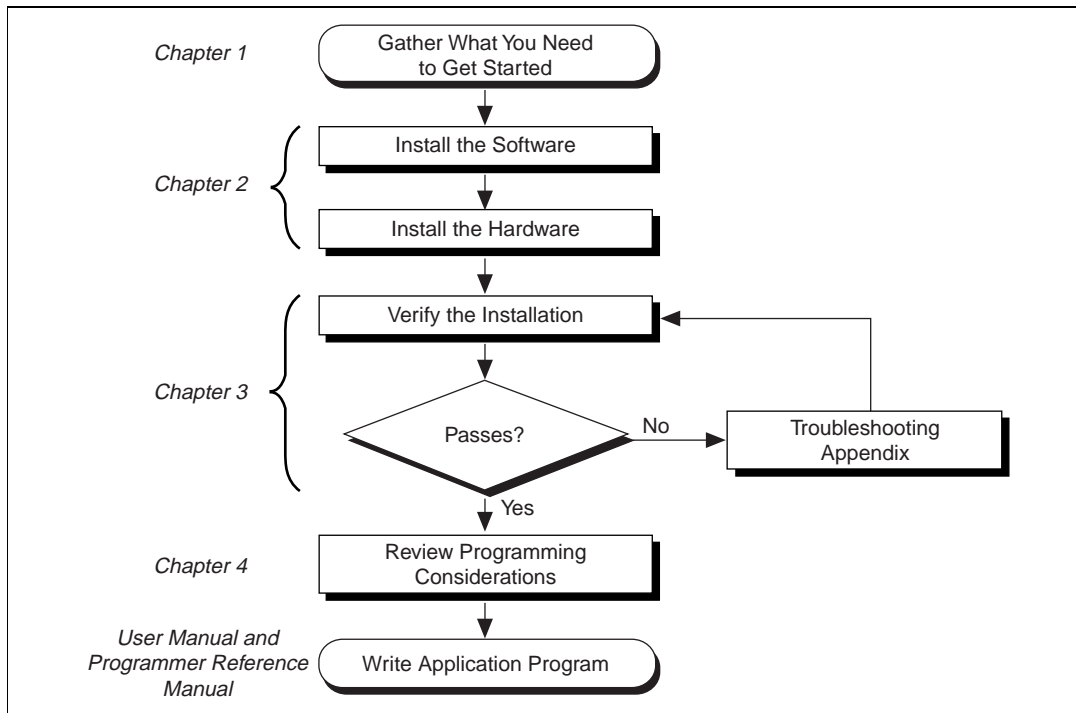 Chapter 1
Gather What You Need
to Get Started
Chapter 2
Install the Software
Install the Hardware
Chapter 3
Verify the Installation
Passes?
No
Troubleshooting
Appendix
Yes
Chapter 4
Review Programming
Considerations
User Manual and
Programmer Reference
Manual
Write Application Program